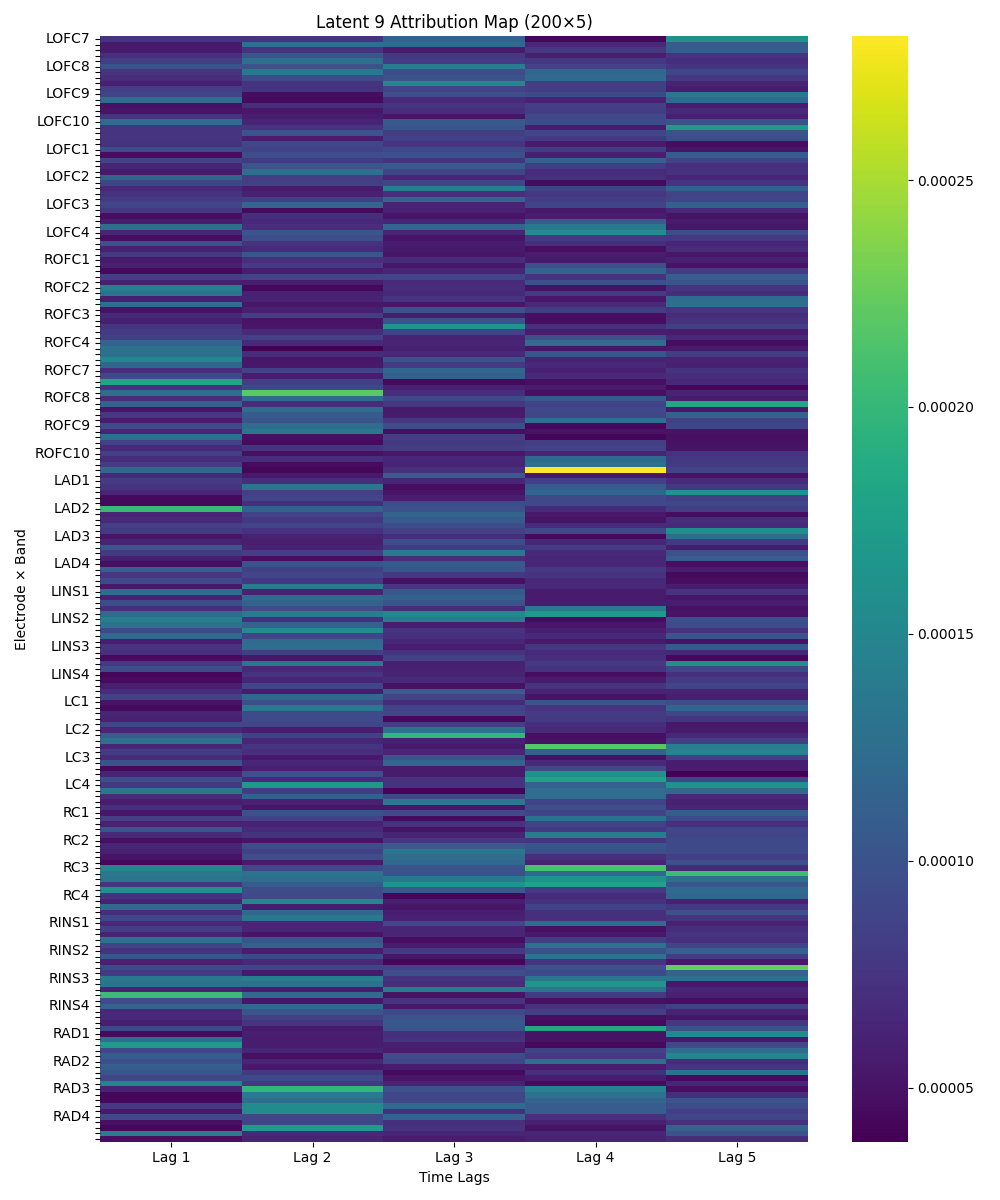 Latent 9 Attribution Map (200×5)
LOFC7
LOFC8
LOFC9
LOFC10
LOFC1
LOFC2
LOFC3
LOFC4
ROFC1
ROFC2
ROFC3
ROFC4
ROFC7
ROFC8
ROFC9
ROFC10
LAD1
LAD2
LAD3
LAD4
LINS1
LINS2
LINS3
LINS4
LC1
LC2
LC3
LC4
RC1
RC2
RC3
RC4
RINS1
RINS2
RINS3
RINS4
RAD1
RAD2
RAD3
RAD4
Electrode × Band
Lag 1
Lag 2
Lag 3
Lag 4
Lag 5
Time Lags
0.00025
0.00020
0.00015
0.00010
0.00005